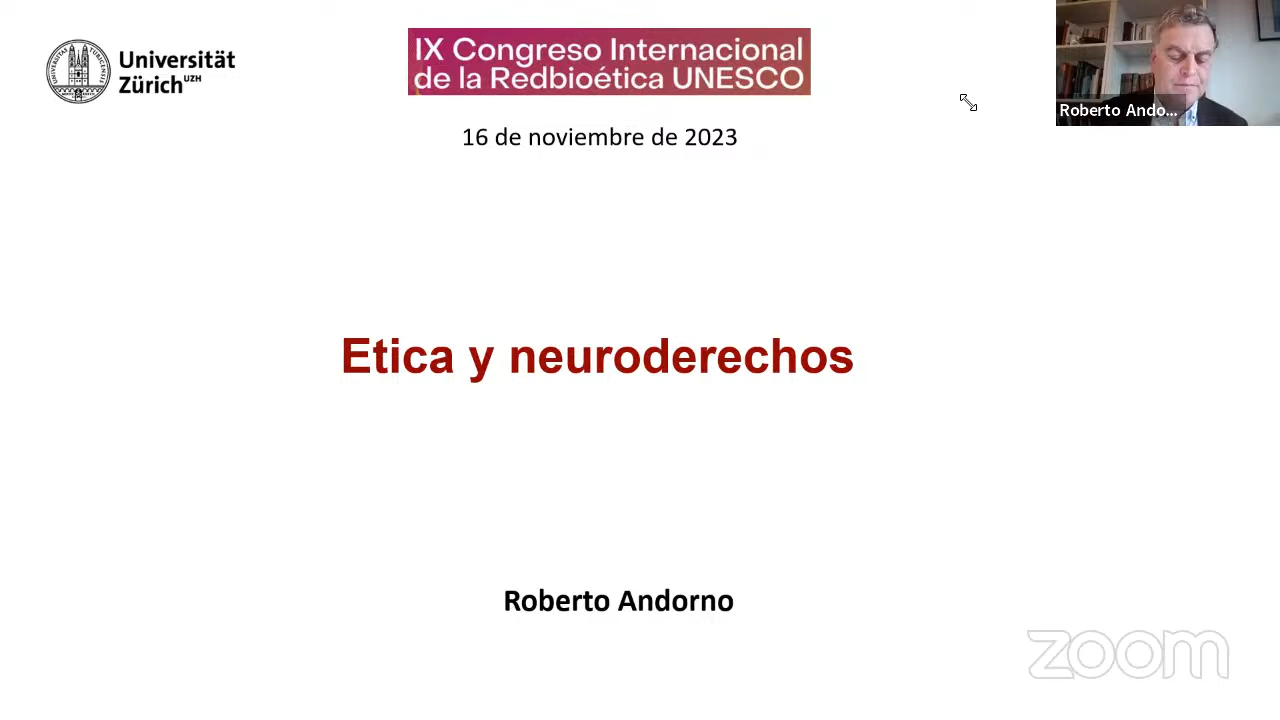 Universität
Zürich UZH
IX Congreso Internacional
de la Redbioética UNESCO
16 de noviembre de 2023
Roberto Ando...
Etica y neuroderechos
Roberto Andorno
zoom